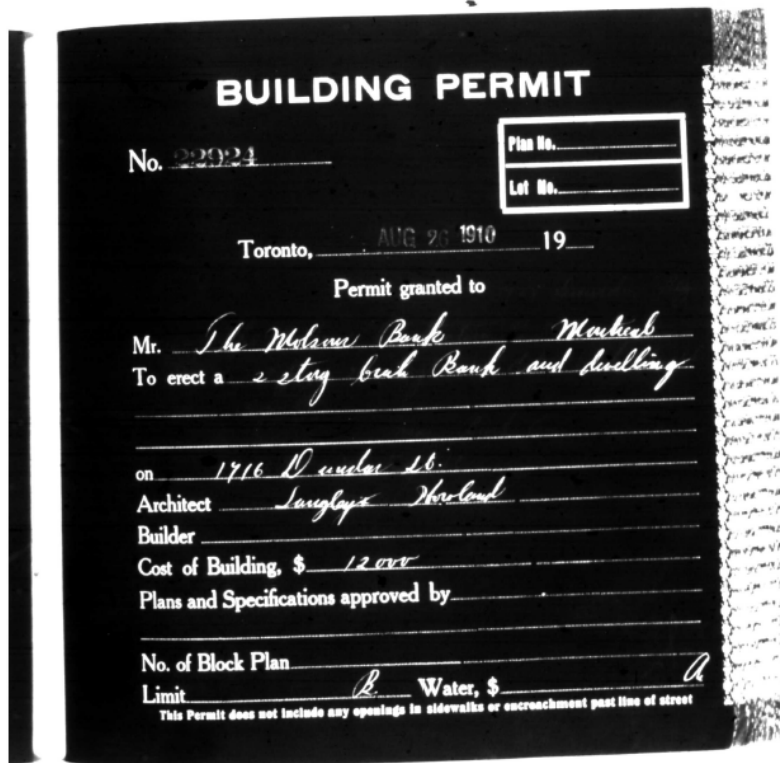 BUILDING PERMIT
Plan No.
No. 22924
Lot No.
Toronto, AUG 26 1910 19
Permit granted to
Mr. The Molsons Bank Montreal
To erect a 2 story brick Bank and dwelling
on 1716 Dundas St.
Architect Langley & Howland
Builder
Cost of Building, $ 12000
Plans and Specifications approved by
No. of Block Plan
Limit B. Water, $ A
This Permit does not include any openings in sidewalks or encroachment past line of street